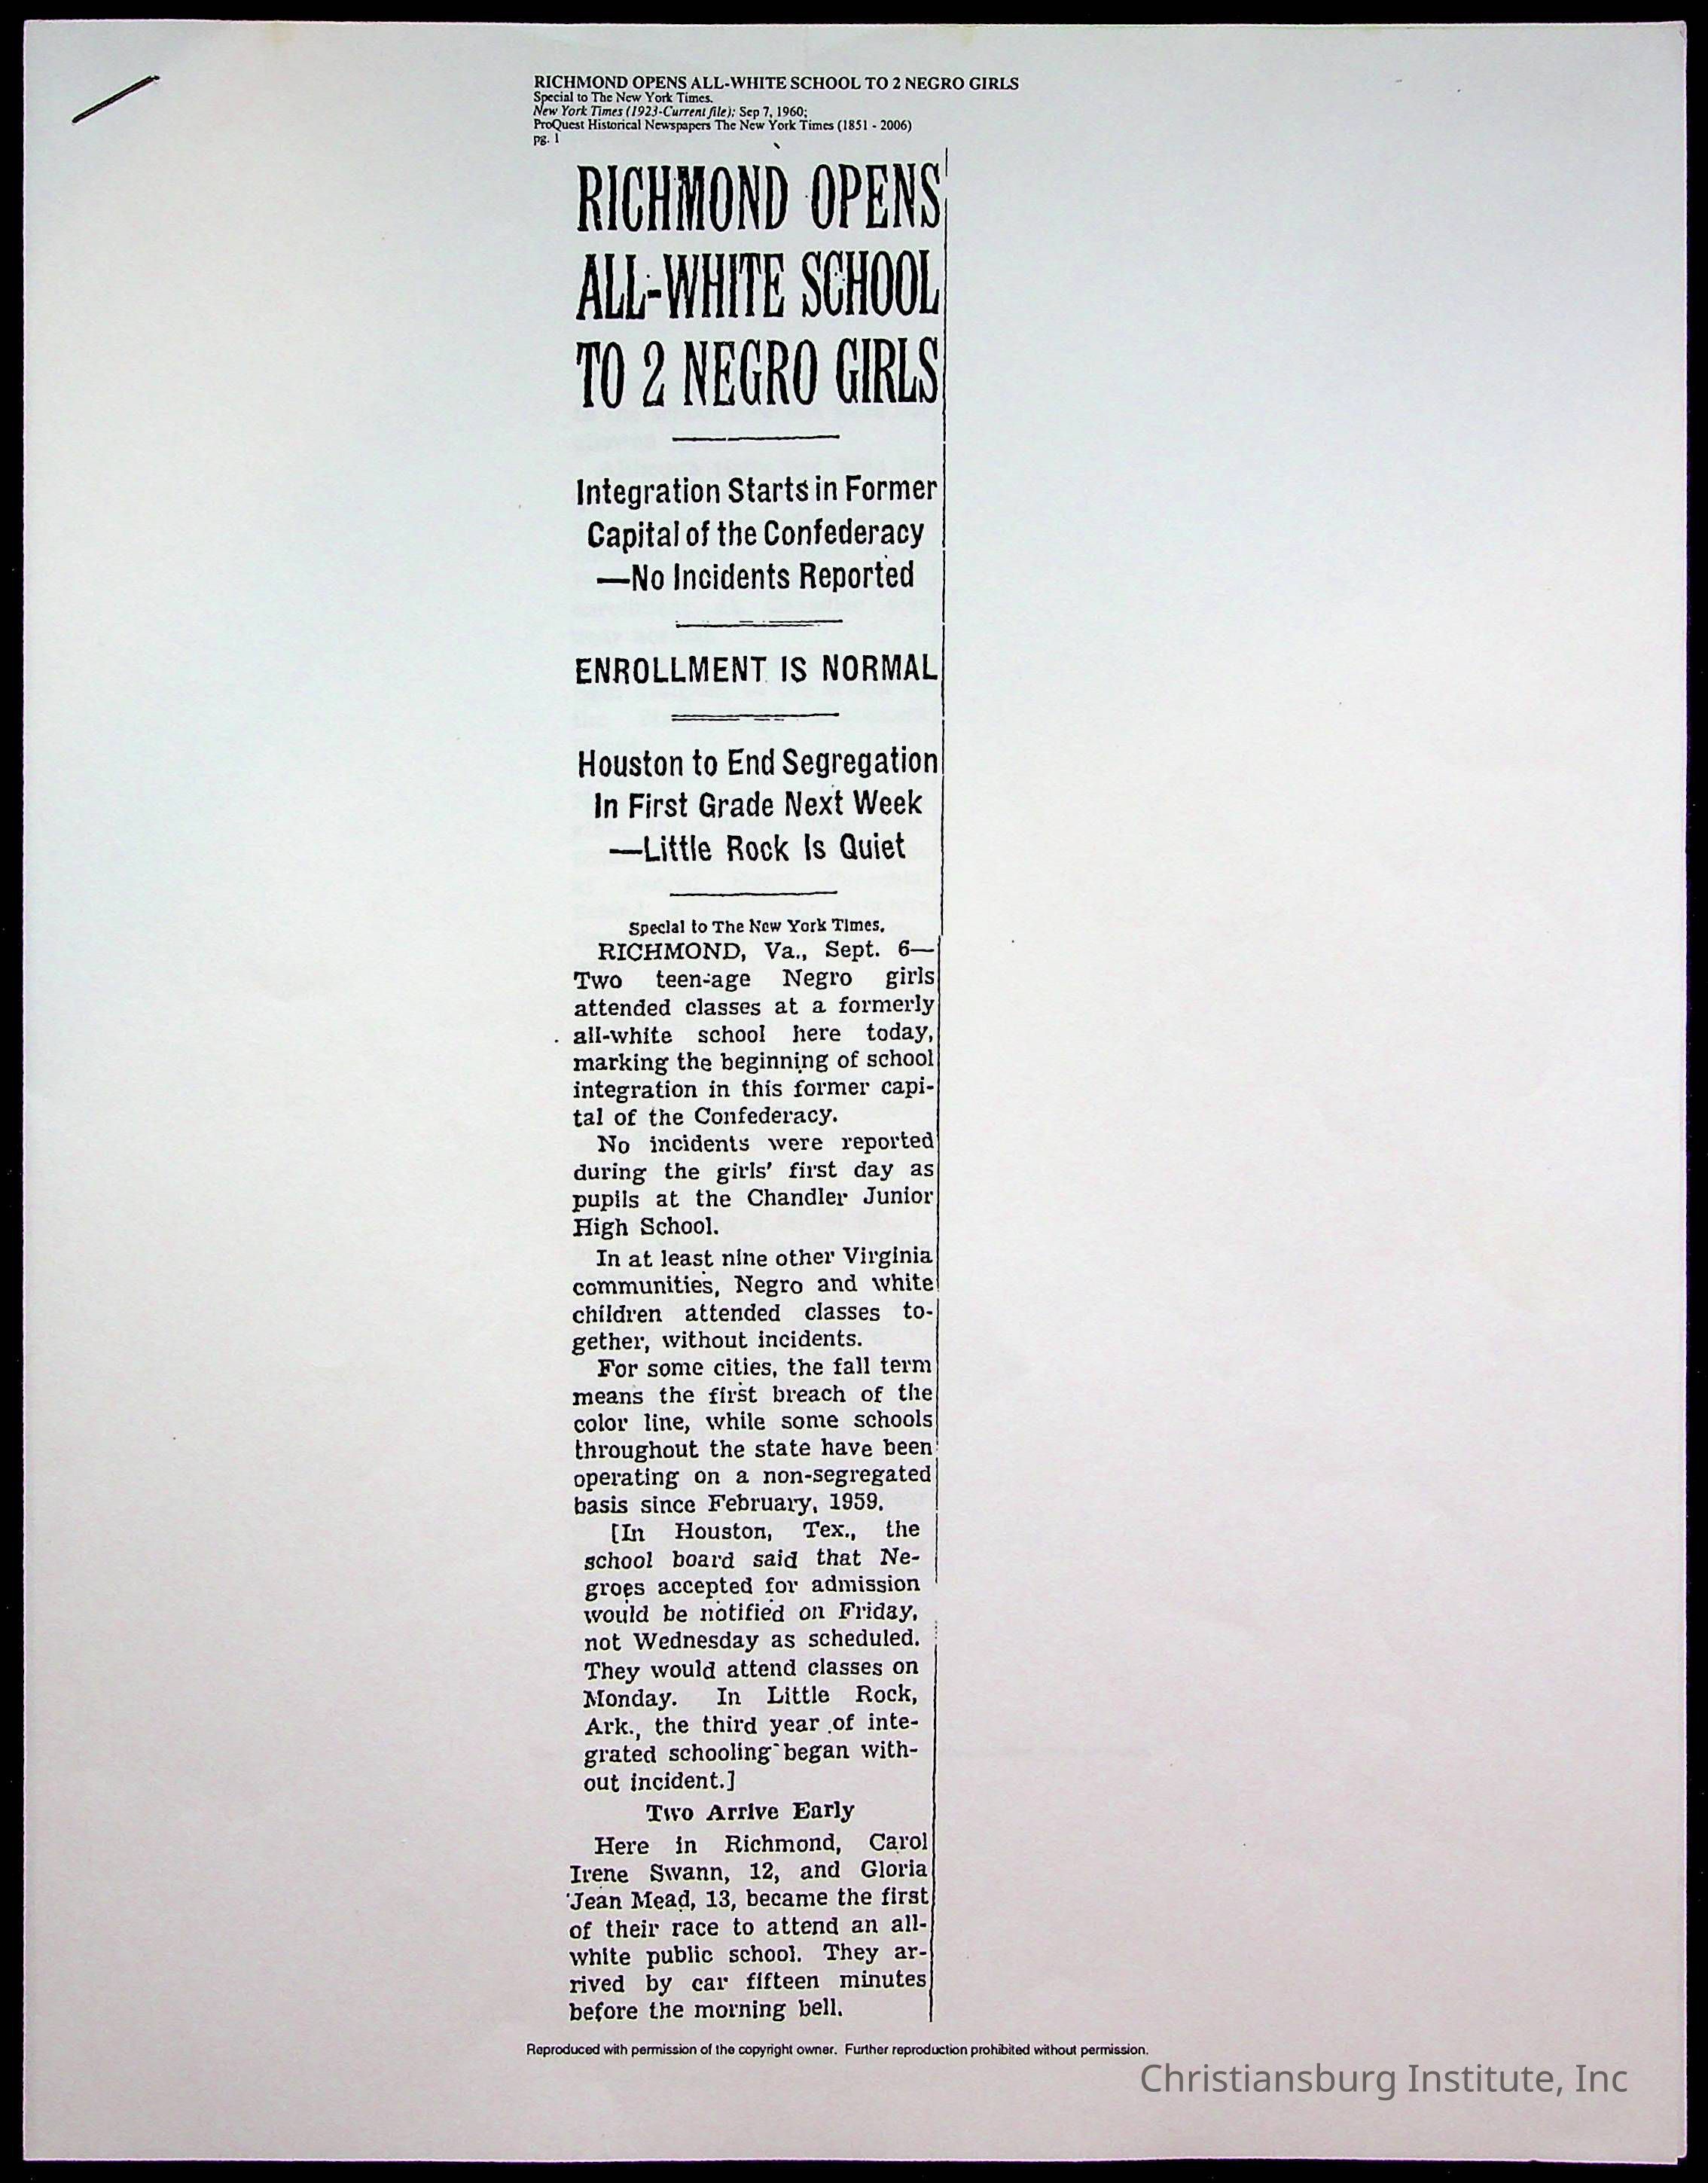 RICHMOND OPENS ALL-WHITE SCHOOL TO 2 NEGRO GIRLS
Special to The New York Times.
New York Times (1923-Current file); Sep 7, 1960;
ProQuest Historical Newspapers The New York Times (1851 - 2006)
pg. 1
RICHMOND OPENS
ALL-WHITE SCHOOL
TO 2 NEGRO GIRLS
Integration Starts in Former
Capital of the Confederacy
—No Incidents Reported
ENROLLMENT IS NORMAL
Houston to End Segregation
In First Grade Next Week
—Little Rock Is Quiet
Special to The New York Times.
RICHMOND, Va., Sept. 6—
Two teen-age Negro girls
attended classes at a formerly
all-white school here today,
marking the beginning of school
integration in this former capi-
tal of the Confederacy.
No incidents were reported
during the girls' first day as
pupils at the Chandler Junior
High School.
In at least nine other Virginia
communities, Negro and white
children attended classes to-
gether, without incidents.
For some cities, the fall term
means the first breach of the
color line, while some schools
throughout the state have been
operating on a non-segregated
basis since February, 1959.
[In Houston, Tex., the
school board said that Ne-
groes accepted for admission
would be notified on Friday,
not Wednesday as scheduled.
They would attend classes on
Monday. In Little Rock,
Ark., the third year of inte-
grated schooling began with-
out incident.]
Two Arrive Early
Here in Richmond, Carol
Irene Swann, 12, and Gloria
Jean Mead, 13, became the first
of their race to attend an all-
white public school. They ar-
rived by car fifteen minutes
before the morning bell.
Reproduced with permission of the copyright owner. Further reproduction prohibited without permission.
Christiansburg Institute, Inc